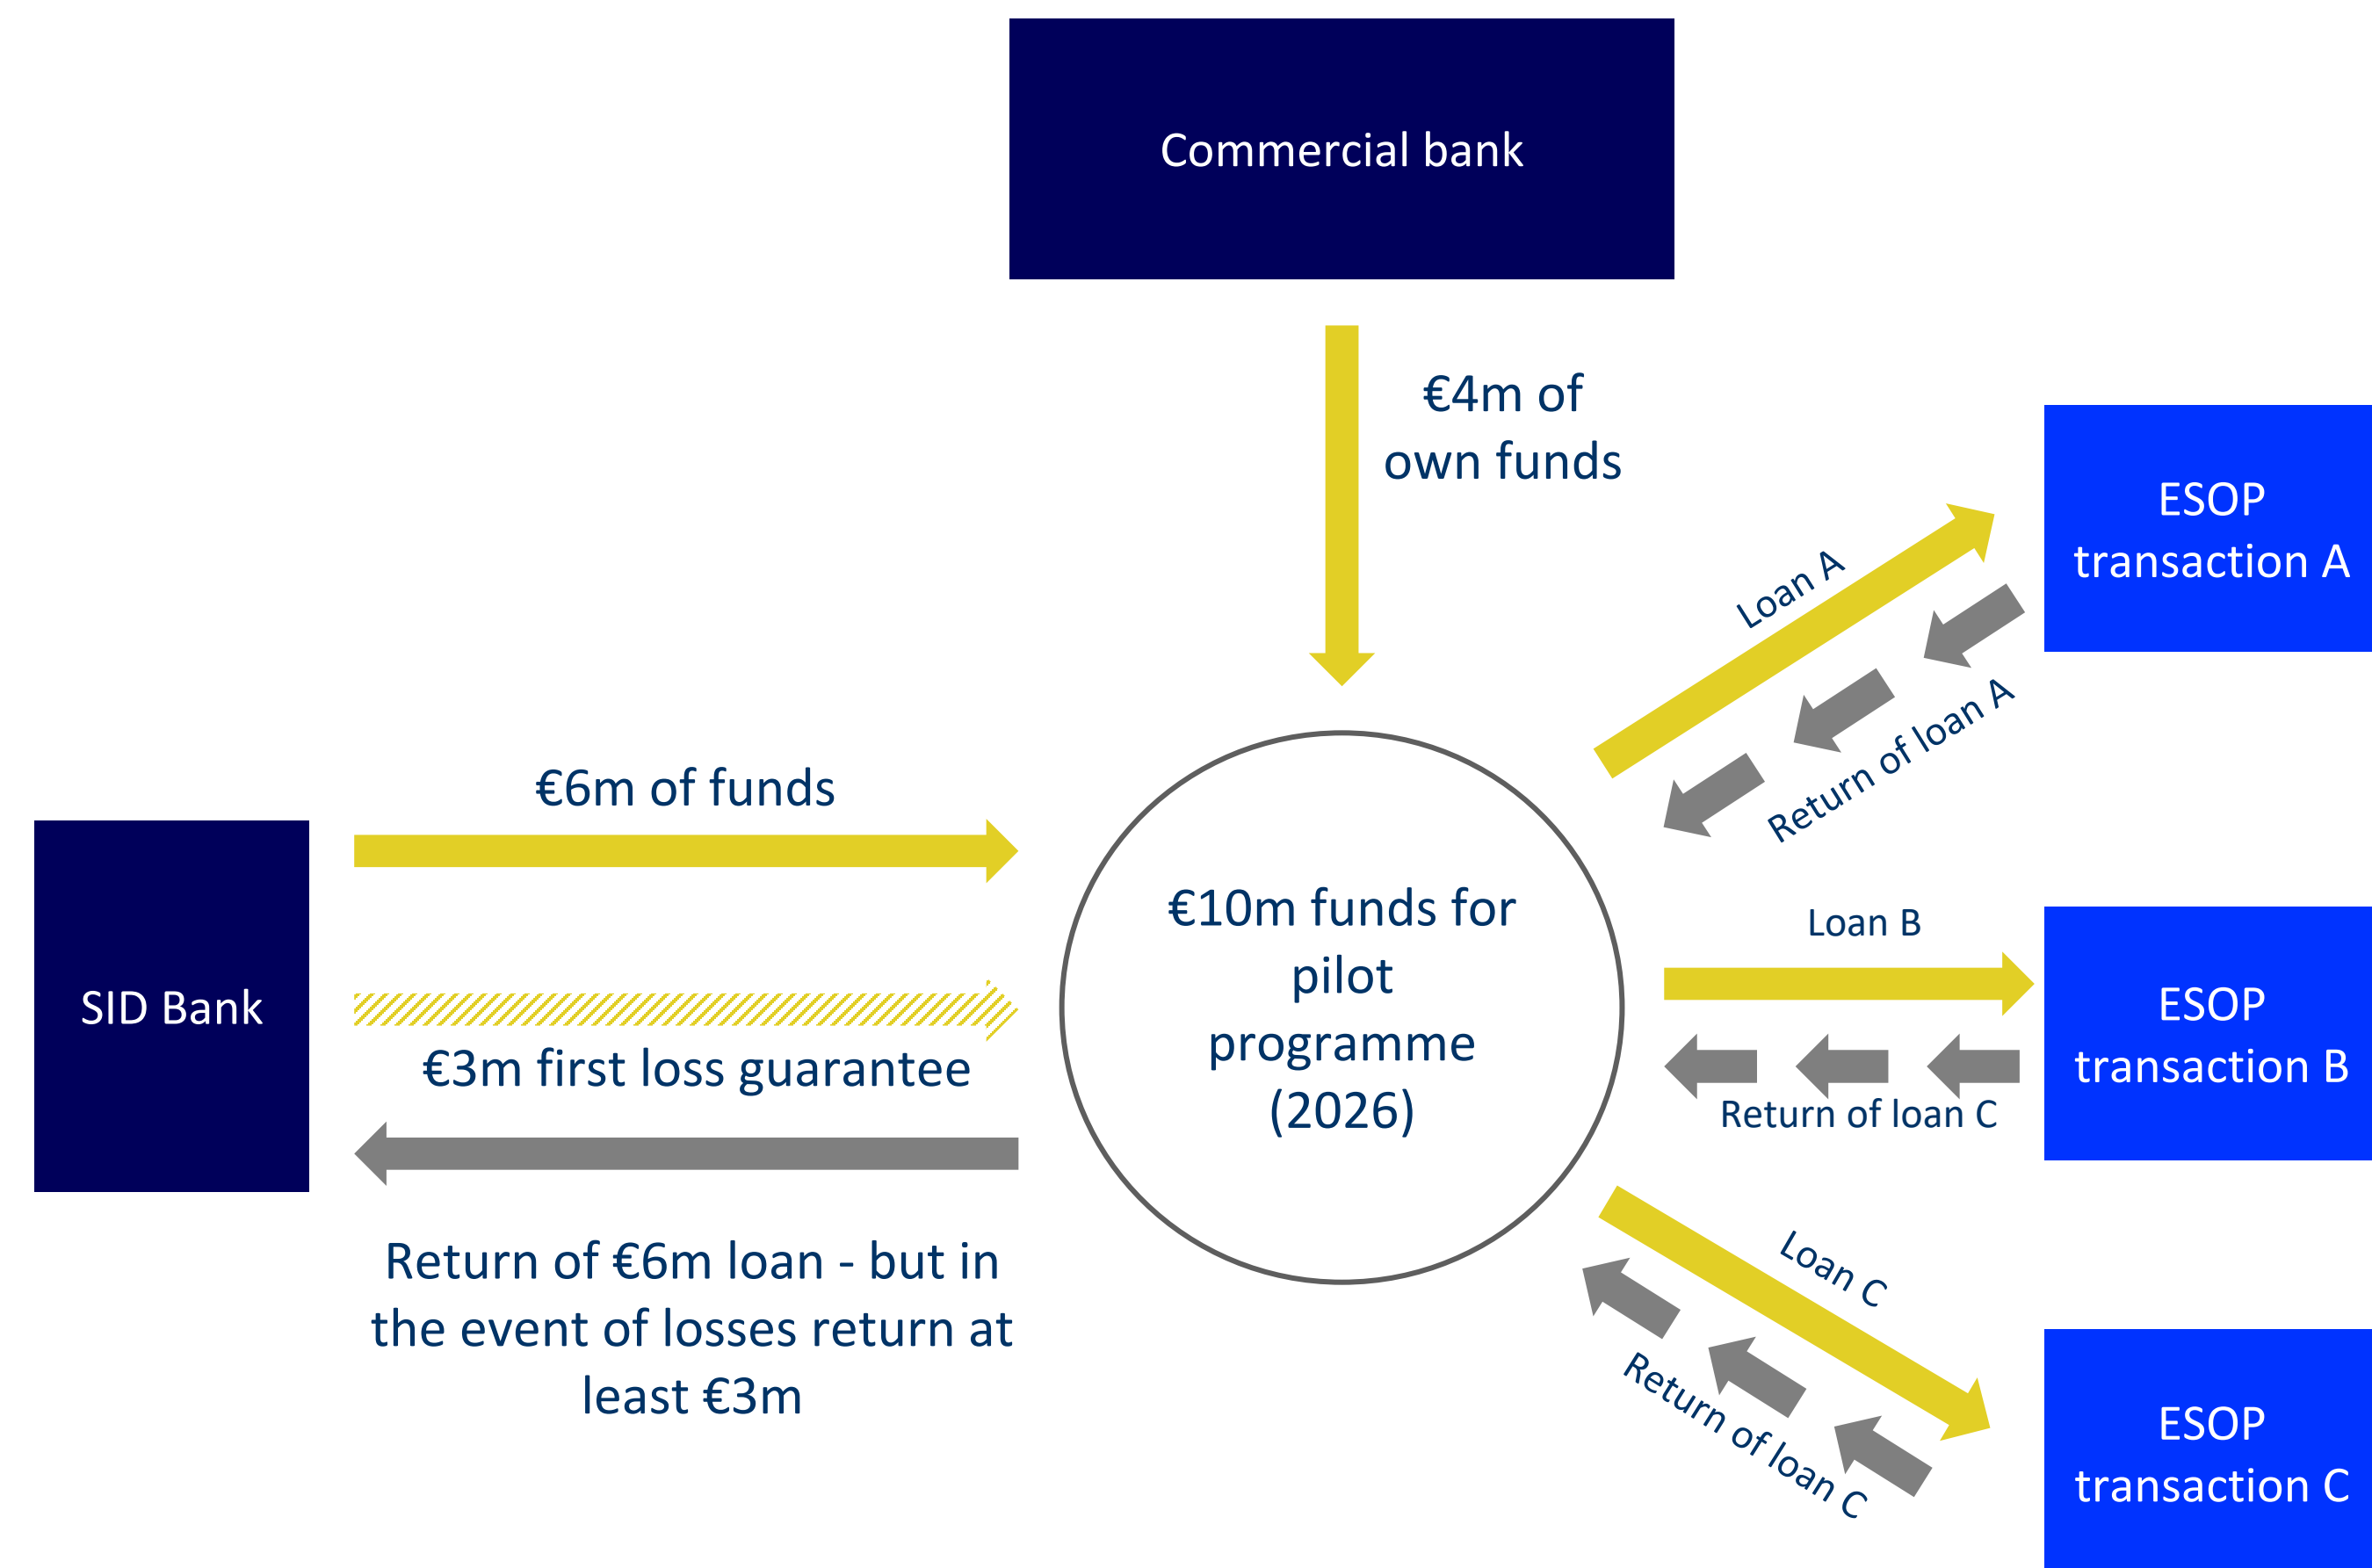 Commercial bank
€4m of
own funds
ESOP
transaction A
Loan A
Return of loan A
€6m of funds
SID Bank
€3m first loss guarantee
Return of €6m loan - but in
the event of losses return at
least €3m
€10m funds for
pilot
programme
(2026)
Loan B
ESOP
transaction B
Return of loan C
Loan C
Return of loan C
ESOP
transaction C